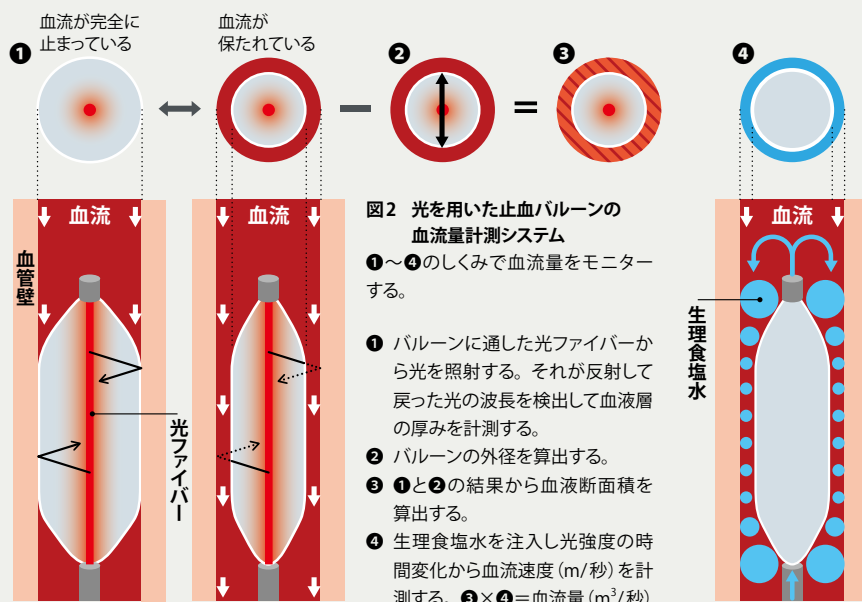 血流が完全に
止まっている
血流が
保たれている
❶
❷
❸
❹
血流
血流
血流
血管壁
光ファイバー
生理食塩水
図2 光を用いた止血バルーンの
血流量計測システム
❶〜❹のしくみで血流量をモニター
する。
❶ バルーンに通した光ファイバーか
ら光を照射する。それが反射して
戻った光の波長を検出して血液層
の厚みを計測する。
❷ バルーンの外径を算出する。
❸ ❶と❷の結果から血液断面積を
算出する。
❹ 生理食塩水を注入し光強度の時
間変化から血流速度(m/秒)を計
測する。❸×❹=血流量(m³/秒)